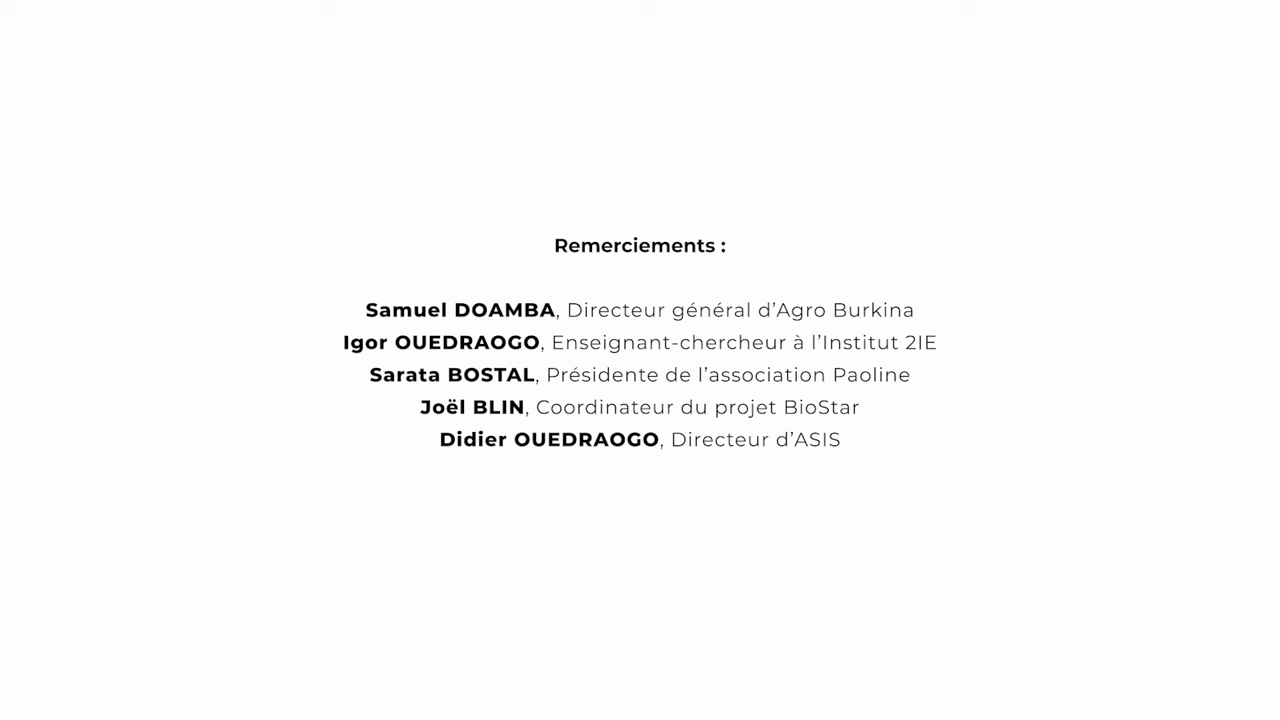 Remerciements :
Samuel DOAMBA, Directeur général d’Agro Burkina
Igor OUEDRAOGO, Enseignant-chercheur à l’Institut 2IE
Sarata BOSTAL, Présidente de l’association Paoline
Joël BLIN, Coordinateur du projet BioStar
Didier OUEDRAOGO, Directeur d’ASIS